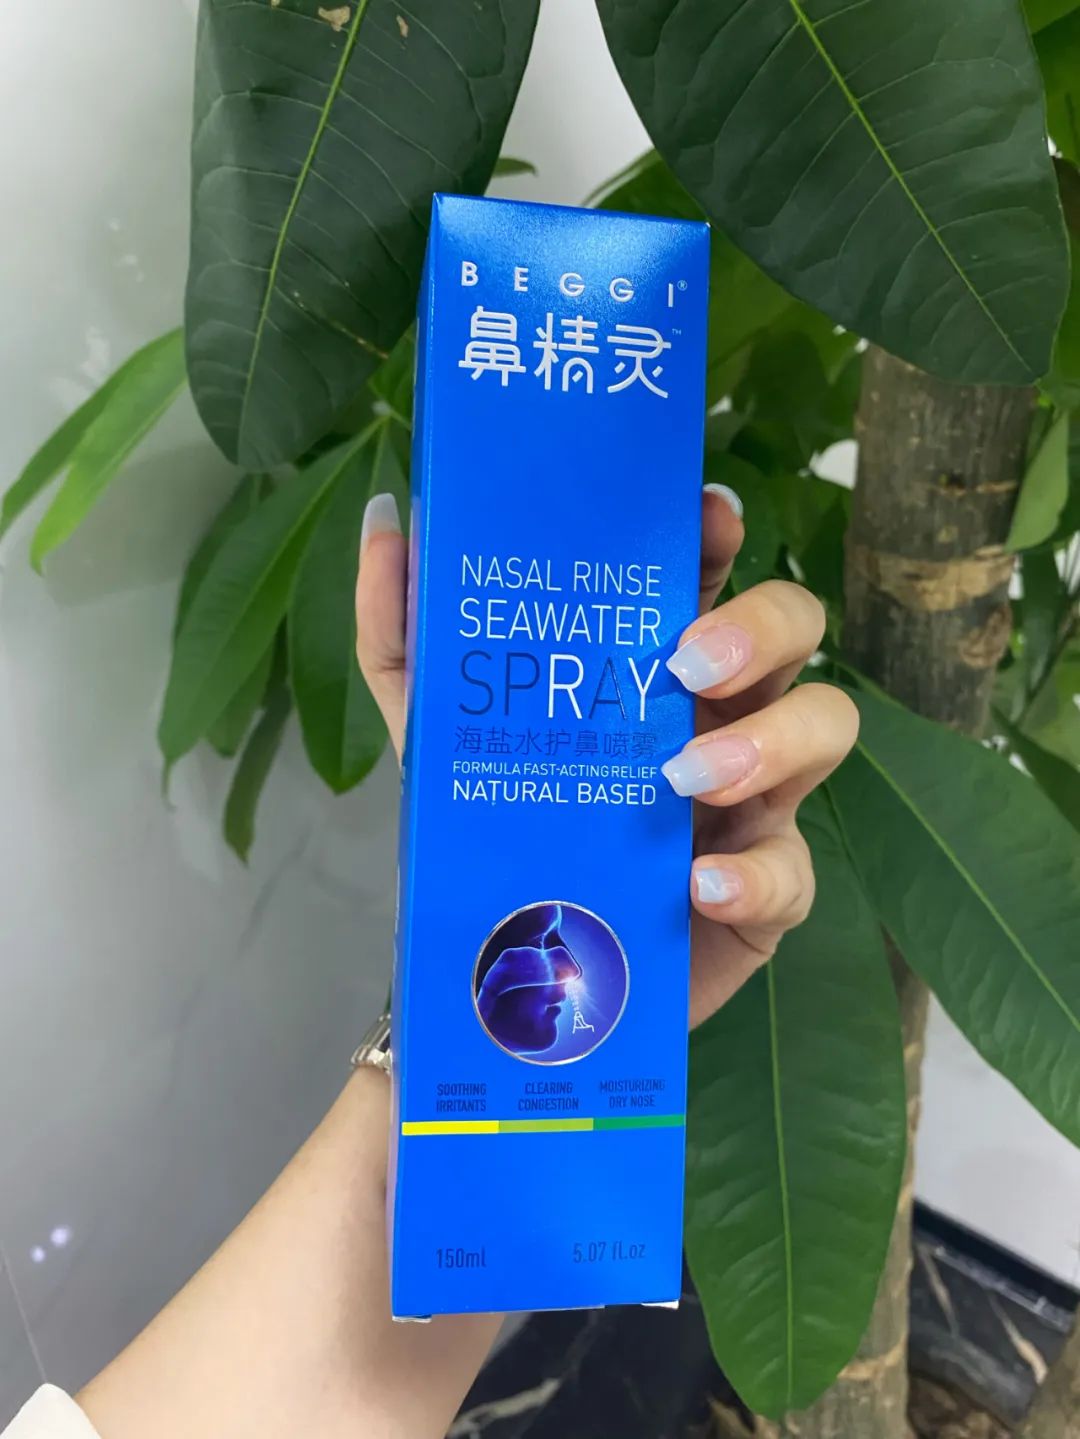 BEGGI®
鼻精灵™
NASAL RINSE
SEAWATER
SPRAY
海盐水护鼻喷雾
FORMULA FAST-ACTING RELIEF
NATURAL BASED
SOOTHING IRRITANTS
CLEARING CONGESTION
MOISTURIZING DRY NOSE
150ml
5.07 fl.oz